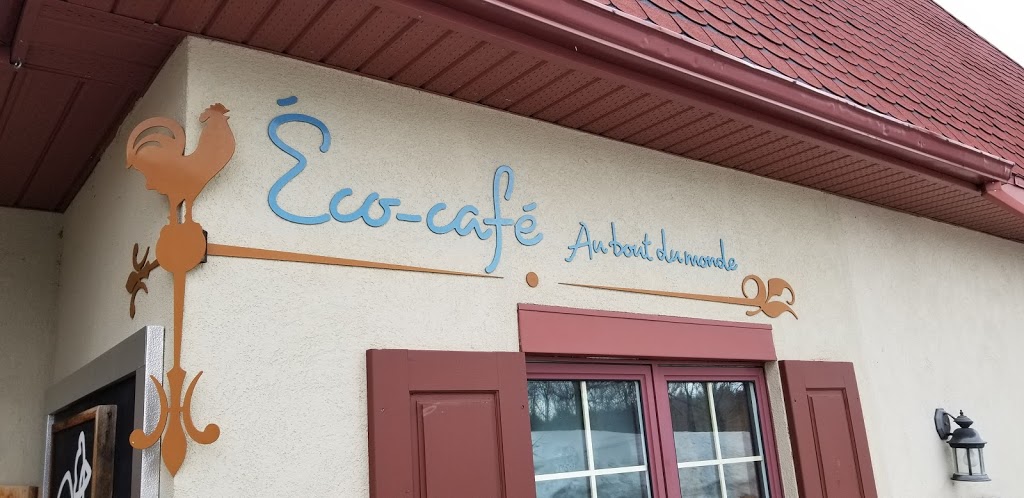 Éco-café
Au bout du monde